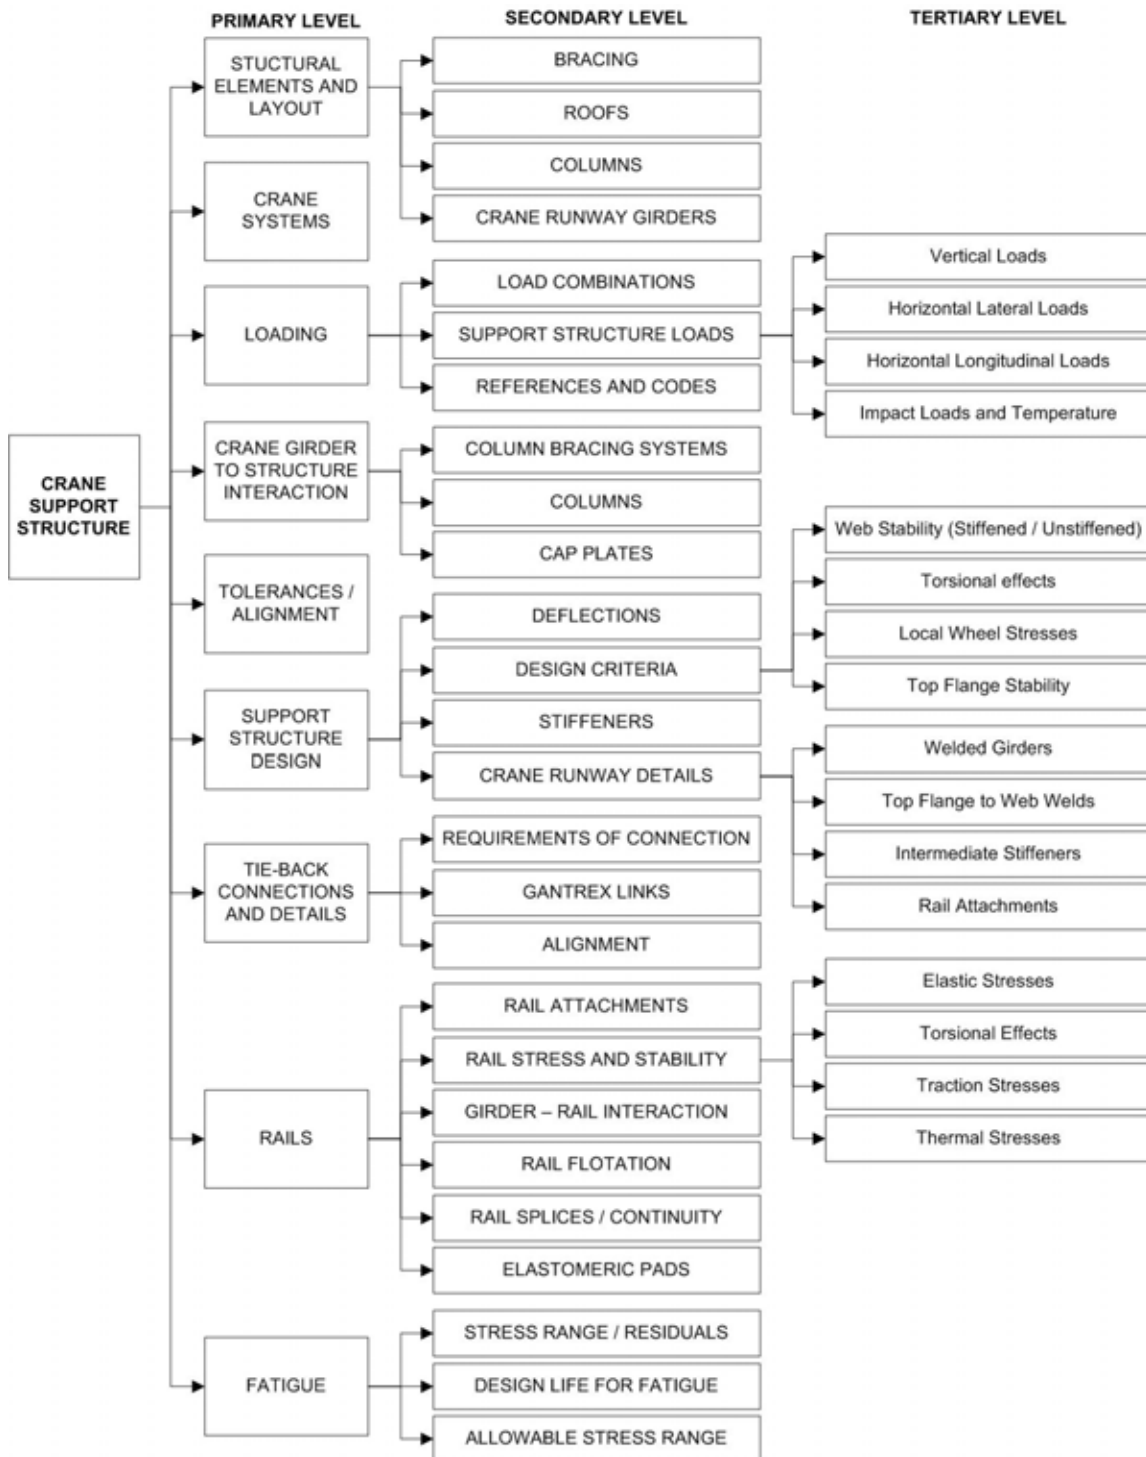 PRIMARY LEVEL
SECONDARY LEVEL
TERTIARY LEVEL
CRANE
SUPPORT
STRUCTURE
STUCTURAL
ELEMENTS AND
LAYOUT
BRACING
ROOFS
COLUMNS
CRANE RUNWAY GIRDERS
CRANE
SYSTEMS
LOADING
LOAD COMBINATIONS
SUPPORT STRUCTURE LOADS
Vertical Loads
Horizontal Lateral Loads
Horizontal Longitudinal Loads
Impact Loads and Temperature
REFERENCES AND CODES
CRANE GIRDER
TO STRUCTURE
INTERACTION
COLUMN BRACING SYSTEMS
COLUMNS
CAP PLATES
TOLERANCES /
ALIGNMENT
SUPPORT
STRUCTURE
DESIGN
DEFLECTIONS
DESIGN CRITERIA
Web Stability (Stiffened / Unstiffened)
Torsional effects
Local Wheel Stresses
Top Flange Stability
STIFFENERS
CRANE RUNWAY DETAILS
Welded Girders
Top Flange to Web Welds
Intermediate Stiffeners
Rail Attachments
TIE-BACK
CONNECTIONS
AND DETAILS
REQUIREMENTS OF CONNECTION
GANTREX LINKS
ALIGNMENT
RAILS
RAIL ATTACHMENTS
RAIL STRESS AND STABILITY
Elastic Stresses
Torsional Effects
Traction Stresses
Thermal Stresses
GIRDER – RAIL INTERACTION
RAIL FLOTATION
RAIL SPLICES / CONTINUITY
ELASTOMERIC PADS
FATIGUE
STRESS RANGE / RESIDUALS
DESIGN LIFE FOR FATIGUE
ALLOWABLE STRESS RANGE